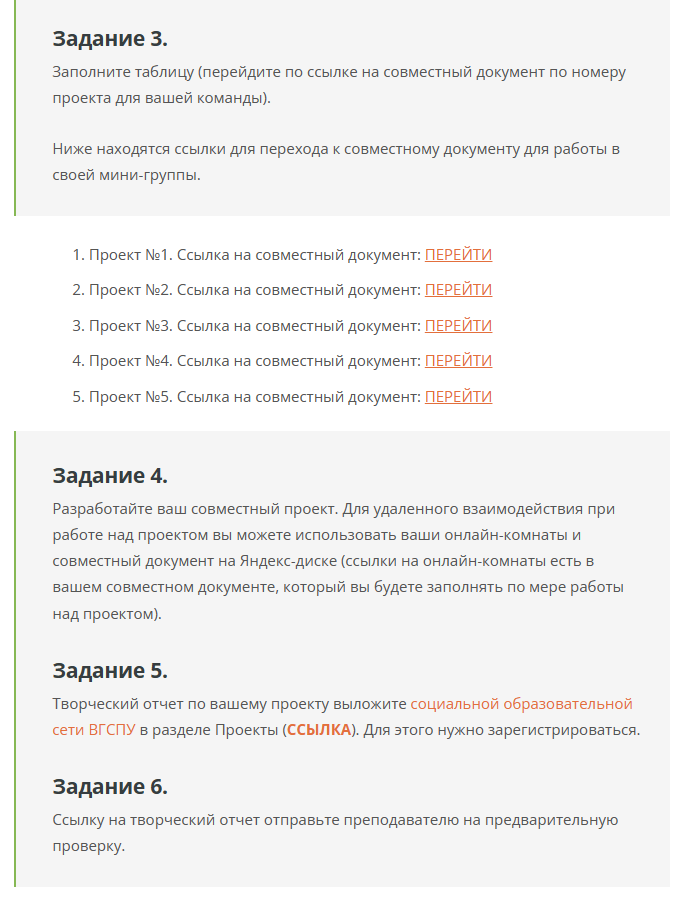 Задание 3.
Заполните таблицу (перейдите по ссылке на совместный документ по номеру
проекта для вашей команды).
Ниже находятся ссылки для перехода к совместному документу для работы в
своей мини-группы.
1. Проект №1. Ссылка на совместный документ: ПЕРЕЙТИ
2. Проект №2. Ссылка на совместный документ: ПЕРЕЙТИ
3. Проект №3. Ссылка на совместный документ: ПЕРЕЙТИ
4. Проект №4. Ссылка на совместный документ: ПЕРЕЙТИ
5. Проект №5. Ссылка на совместный документ: ПЕРЕЙТИ
Задание 4.
Разработайте ваш совместный проект. Для удаленного взаимодействия при
работе над проектом вы можете использовать ваши онлайн-комнаты и
совместный документ на Яндекс-диске (ссылки на онлайн-комнаты есть в
вашем совместном документе, который вы будете заполнять по мере работы
над проектом).
Задание 5.
Творческий отчет по вашему проекту выложите социальной образовательной
сети ВГСПУ в разделе Проекты (ССЫЛКА). Для этого нужно зарегистрироваться.
Задание 6.
Ссылку на творческий отчет отправьте преподавателю на предварительную
проверку.